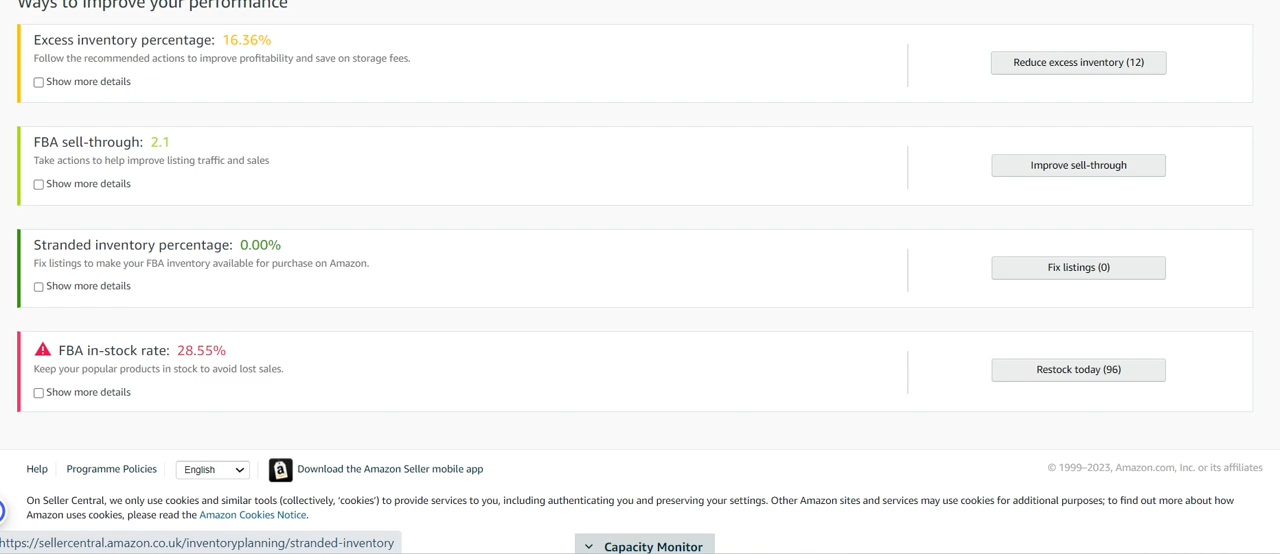 Ways to improve your performance
Excess inventory percentage: 16.36%
Follow the recommended actions to improve profitability and save on storage fees.
Show more details
Reduce excess inventory (12)
FBA sell-through: 2.1
Take actions to help improve listing traffic and sales
Show more details
Improve sell-through
Stranded inventory percentage: 0.00%
Fix listings to make your FBA inventory available for purchase on Amazon.
Show more details
Fix listings (0)
FBA in-stock rate: 28.55%
Keep your popular products in stock to avoid lost sales.
Show more details
Restock today (96)
Help Programme Policies English Download the Amazon Seller mobile app © 1999-2023, Amazon.com, Inc. or its affiliates
On Seller Central, we only use cookies and similar tools (collectively, 'cookies') to provide services to you, including authenticating you and preserving your settings. Other Amazon sites and services may use cookies for additional purposes; to find out more about how
Amazon uses cookies, please read the Amazon Cookies Notice.
https://sellercentral.amazon.co.uk/inventoryplanning/stranded-inventory
Capacity Monitor